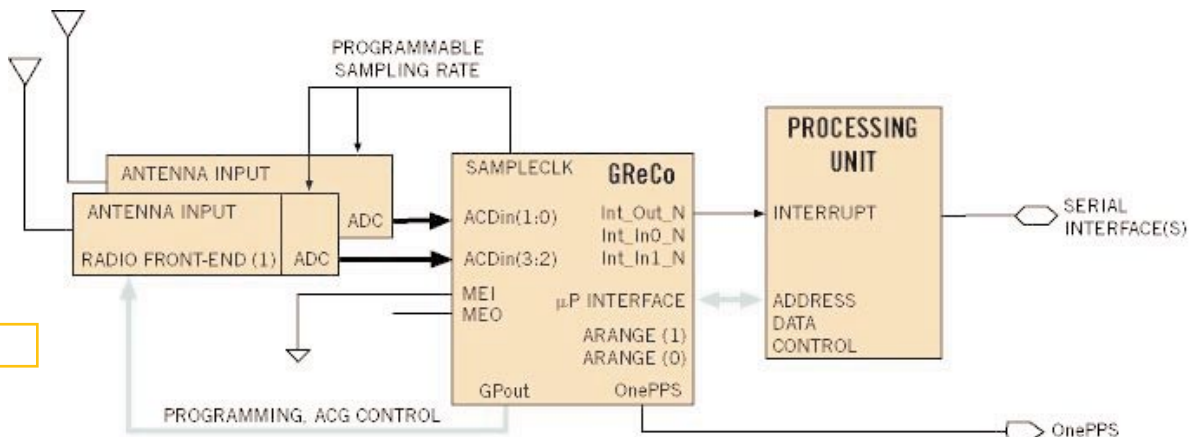 PROGRAMMABLE
SAMPLING RATE
ANTENNA INPUT
ADC
ANTENNA INPUT
RADIO FRONT-END (1)
ADC
SAMPLECLK
GReCo
ACDin(1:0)
ACDin(3:2)
MEI
MEO
Int_Out_N
Int_In0_N
Int_In1_N
µP INTERFACE
ARANGE (1)
ARANGE (0)
GPout
OnePPS
PROCESSING
UNIT
INTERRUPT
ADDRESS
DATA
CONTROL
SERIAL
INTERFACE(S)
PROGRAMMING, ACG CONTROL
OnePPS